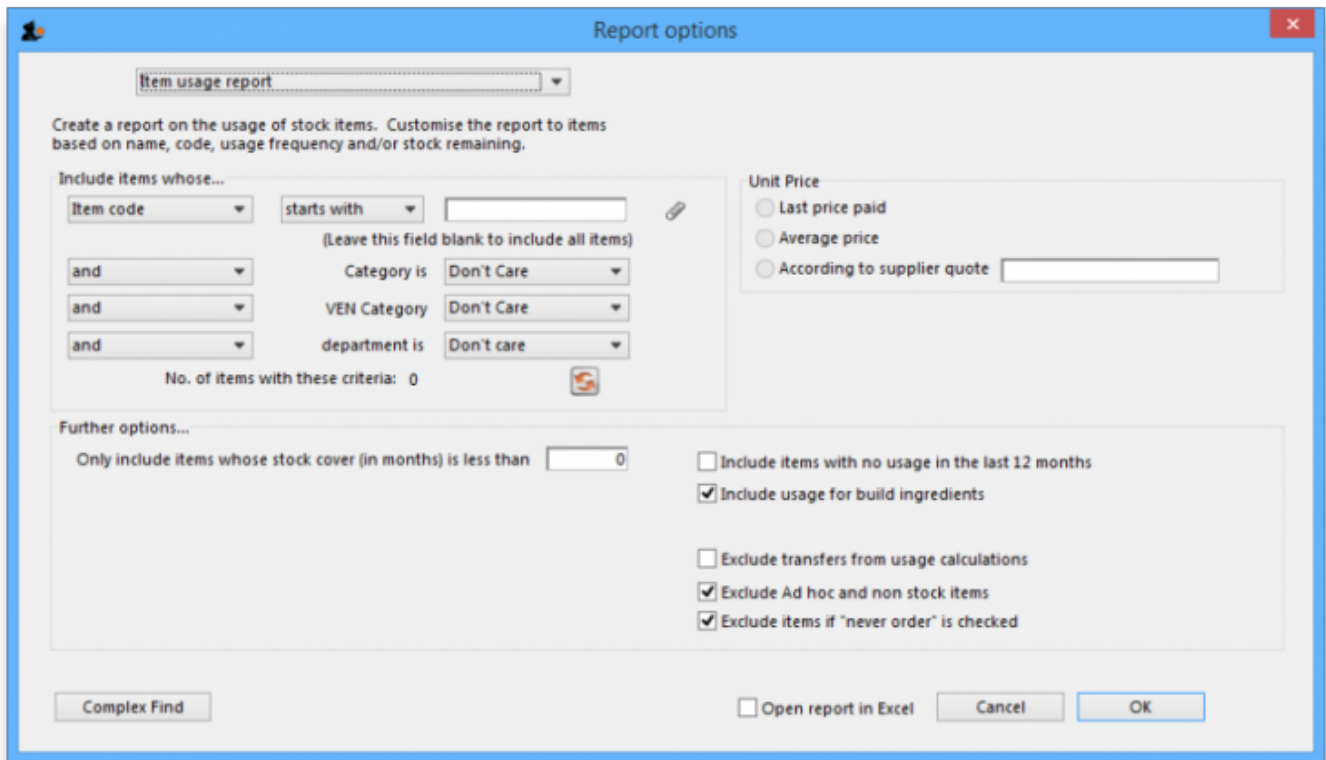 Report options
Item usage report
Create a report on the usage of stock items. Customise the report to items
based on name, code, usage frequency and/or stock remaining.
Include items whose...
Item code starts with
(Leave this field blank to include all items)
and Category is Don't Care
and VEN Category Don't Care
and department is Don't care
No. of items with these criteria: 0
Unit Price
Last price paid
Average price
According to supplier quote
Further options...
Only include items whose stock cover (in months) is less than 0
Include items with no usage in the last 12 months
Include usage for build ingredients
Exclude transfers from usage calculations
Exclude Ad hoc and non stock items
Exclude items if "never order" is checked
Complex Find
Open report in Excel
Cancel
OK